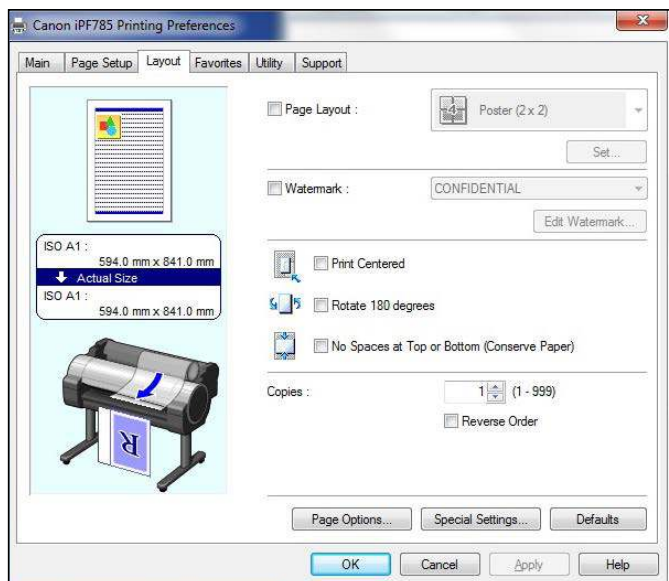 Canon iPF785 Printing Preferences
Main Page Setup Layout Favorites Utility Support
Page Layout : 4 Poster (2 x 2)
Set...
Watermark : CONFIDENTIAL
Edit Watermark...
ISO A1 :
594.0 mm x 841.0 mm
Actual Size
ISO A1 :
594.0 mm x 841.0 mm
Print Centered
Rotate 180 degrees
No Spaces at Top or Bottom (Conserve Paper)
R
Copies : 1 (1 - 999)
Reverse Order
Page Options... Special Settings... Defaults
OK Cancel Apply Help